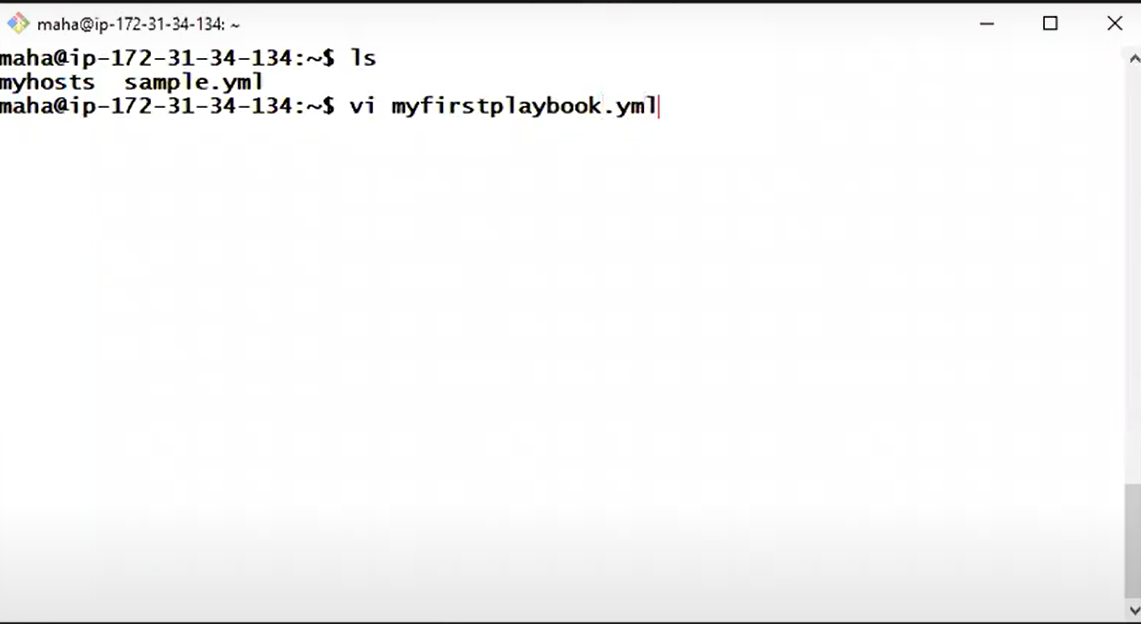 maha@ip-172-31-34-134: ~
maha@ip-172-31-34-134:~$ ls
myhosts  sample.yml
maha@ip-172-31-34-134:~$ vi myfirstplaybook.yml